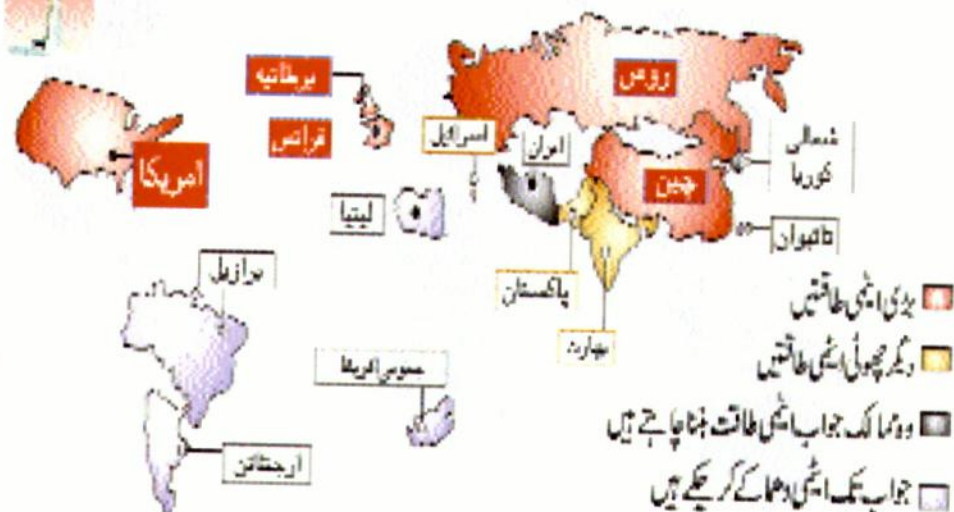 روس
برطانیہ
فرانس
امریکا
اسرائیل
ایران
شمالی
کوریا
چین
لیبیا
تائیوان
برازیل
پاکستان
بھارت
جنوبی افریقا
ارجنٹائن
بڑی ایٹمی طاقتیں
دیگر چھوٹی ایٹمی طاقتیں
وہ ممالک جو اب ایٹمی طاقت بننا چاہتے ہیں
جو اب تک ایٹمی دھماکے کر چکے ہیں